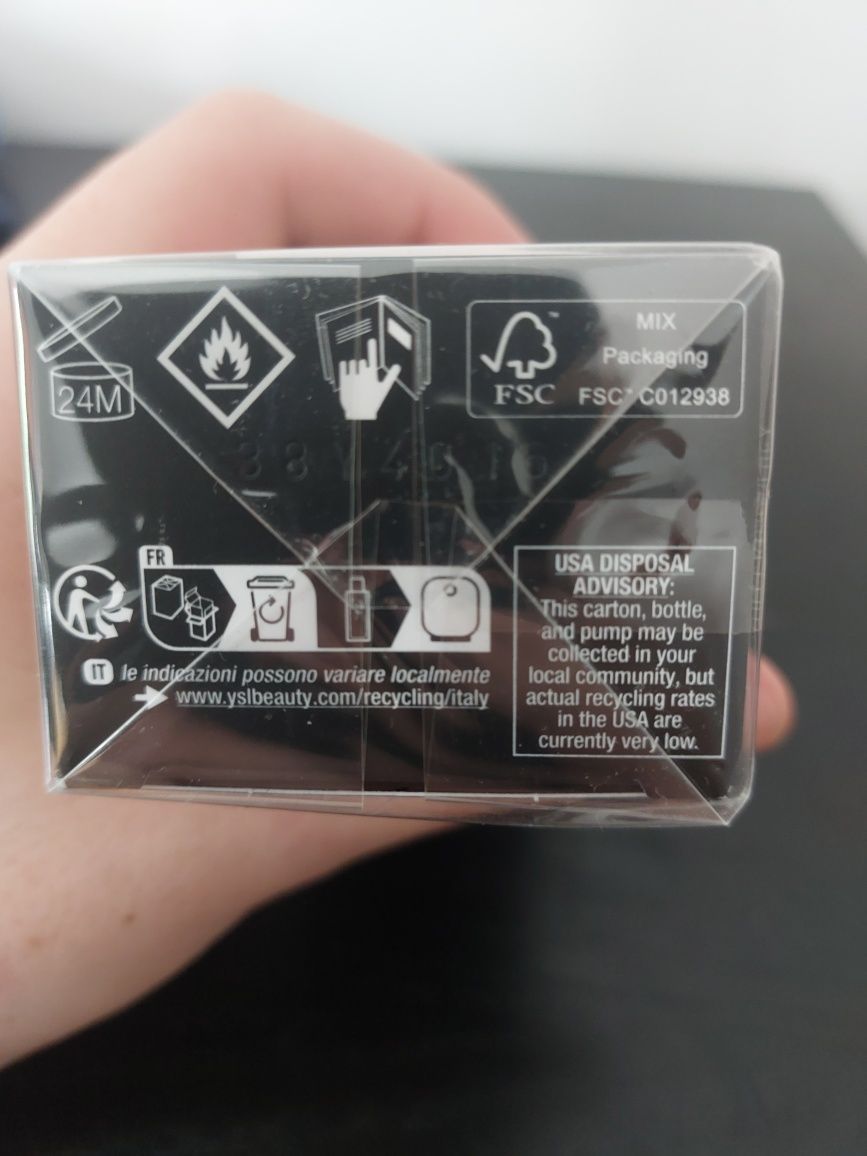 24M
FSC™
MIX
Packaging
FSC™ C012938
FR
IT le indicazioni possono variare localmente
www.yslbeauty.com/recycling/italy
USA DISPOSAL
ADVISORY:
This carton, bottle,
and pump may be
collected in your
local community, but
actual recycling rates
in the USA are
currently very low.